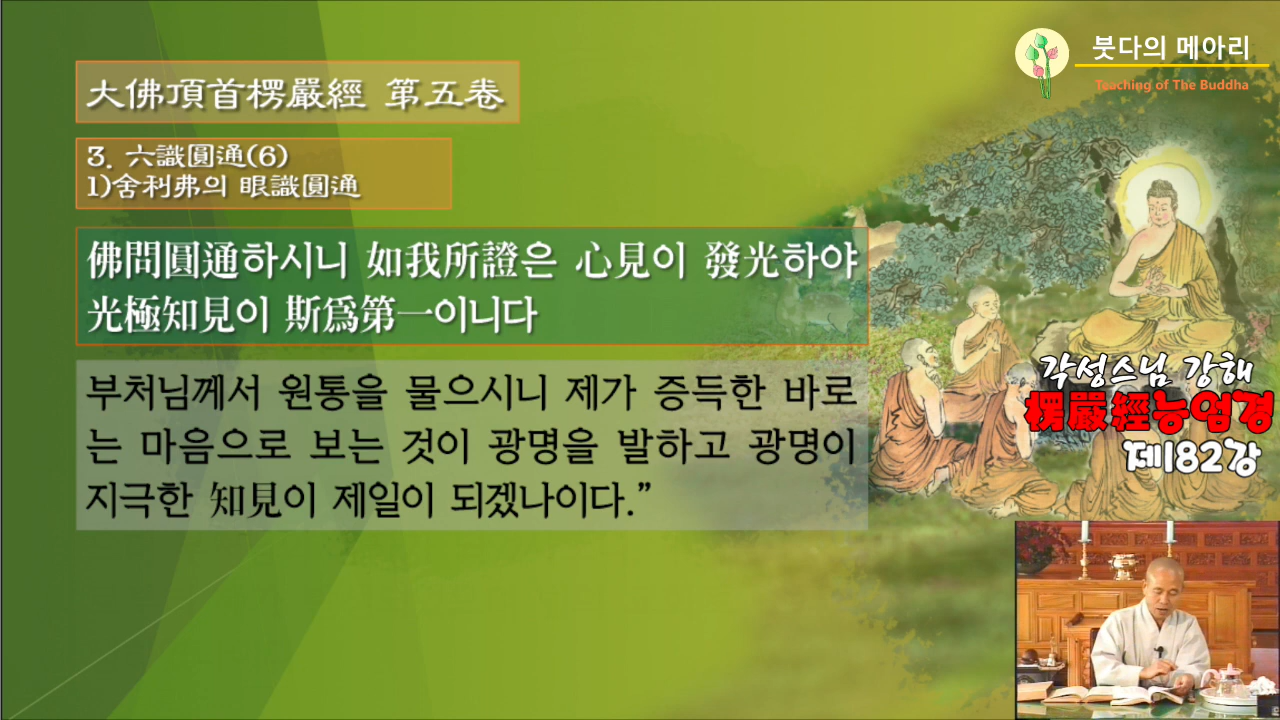 大佛頂首楞嚴經 第五卷
3. 六識圓通(6)
1)舍利弗의 眼識圓通
佛問圓通하시니 如我所證은 心見이 發光하야
光極知見이 斯爲第一이니다
부처님께서 원통을 물으시니 제가 증득한 바로
는 마음으로 보는 것이 광명을 발하고 광명이
지극한 知見이 제일이 되겠나이다.”
붓다의 메아리
Teaching of The Buddha
각성스님 강해
楞嚴經능엄경
제182강